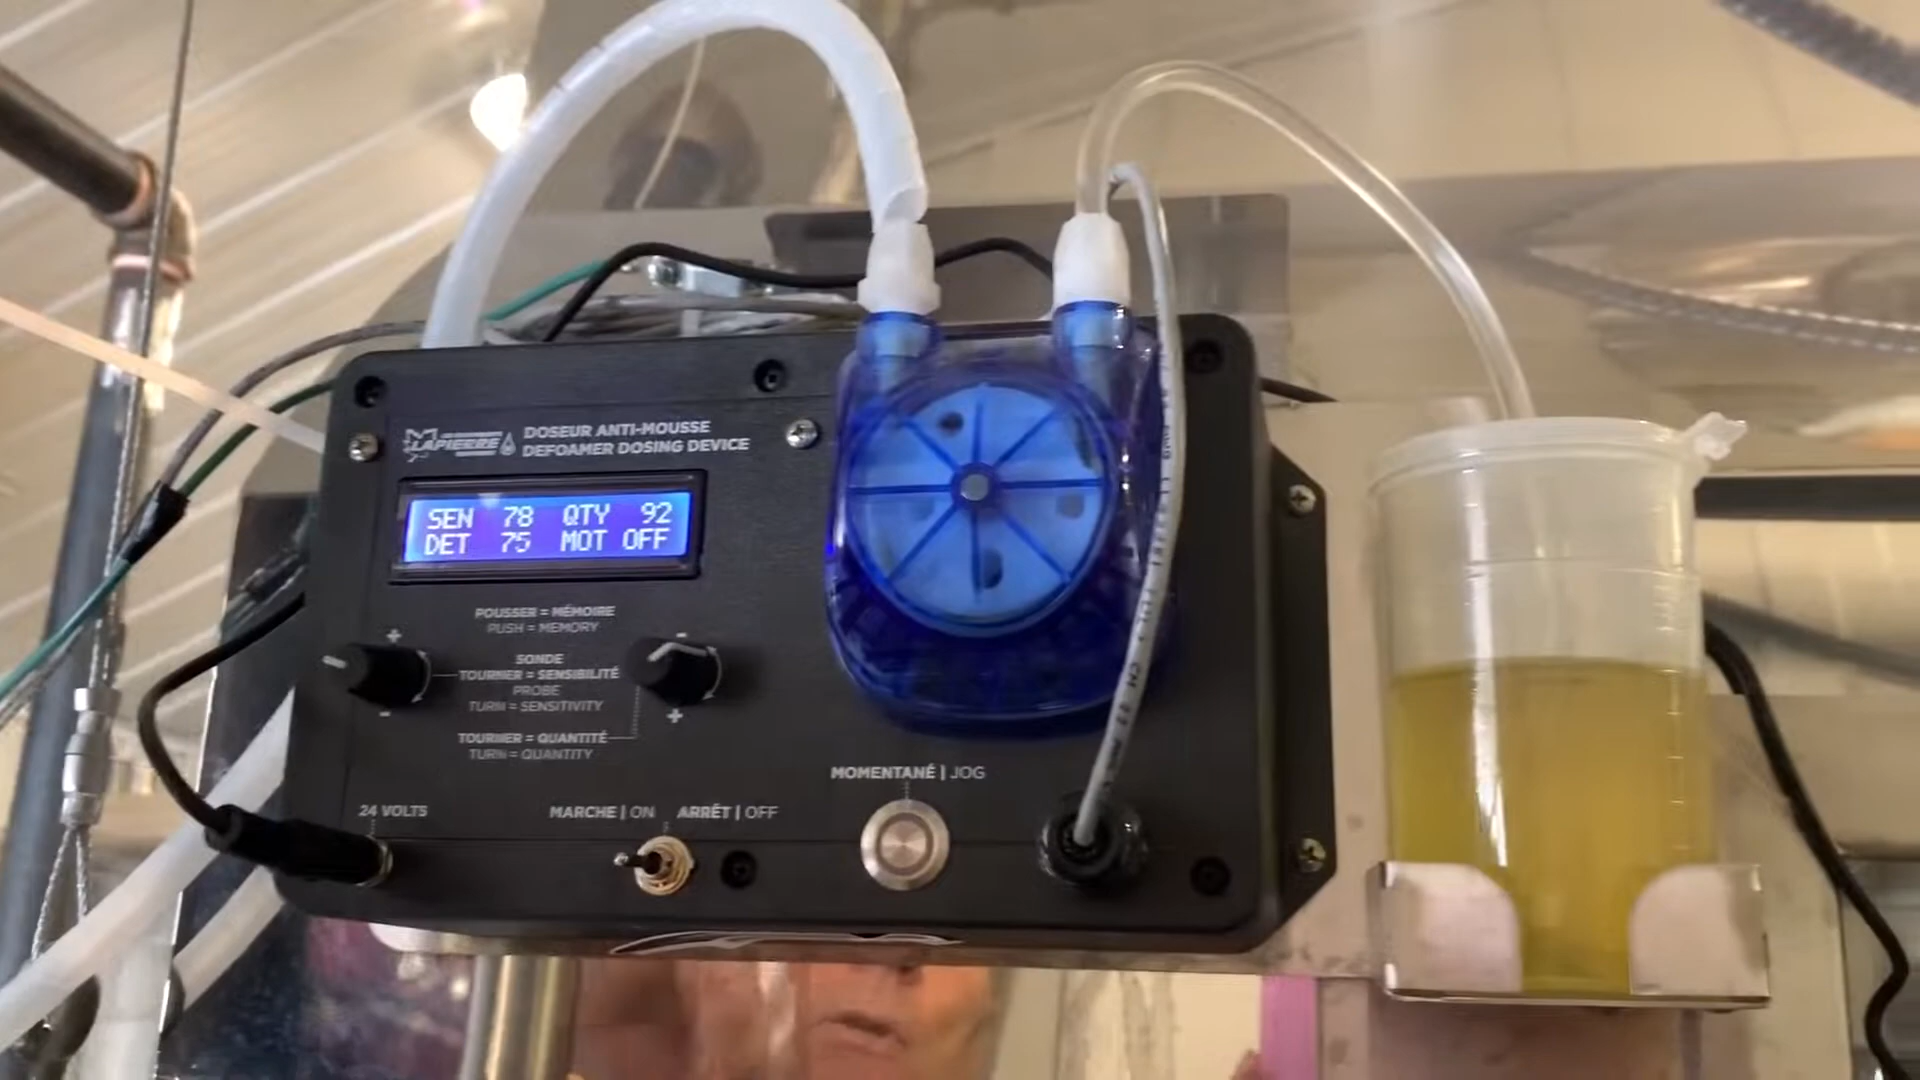 LAPIERRE
DOSEUR ANTI-MOUSSE
DEFOAMER DOSING DEVICE
SEN 78 QTY 92
DET 75 MOT OFF
POUSSER = MÉMOIRE
PUSH = MEMORY
+
-
SONDE
TOURNER = SENSIBILITÉ
PROBE
TURN = SENSITIVITY
-
+
TOURNER = QUANTITÉ
TURN = QUANTITY
MOMENTANÉ | JOG
24 VOLTS
MARCHE | ON
ARRÊT | OFF